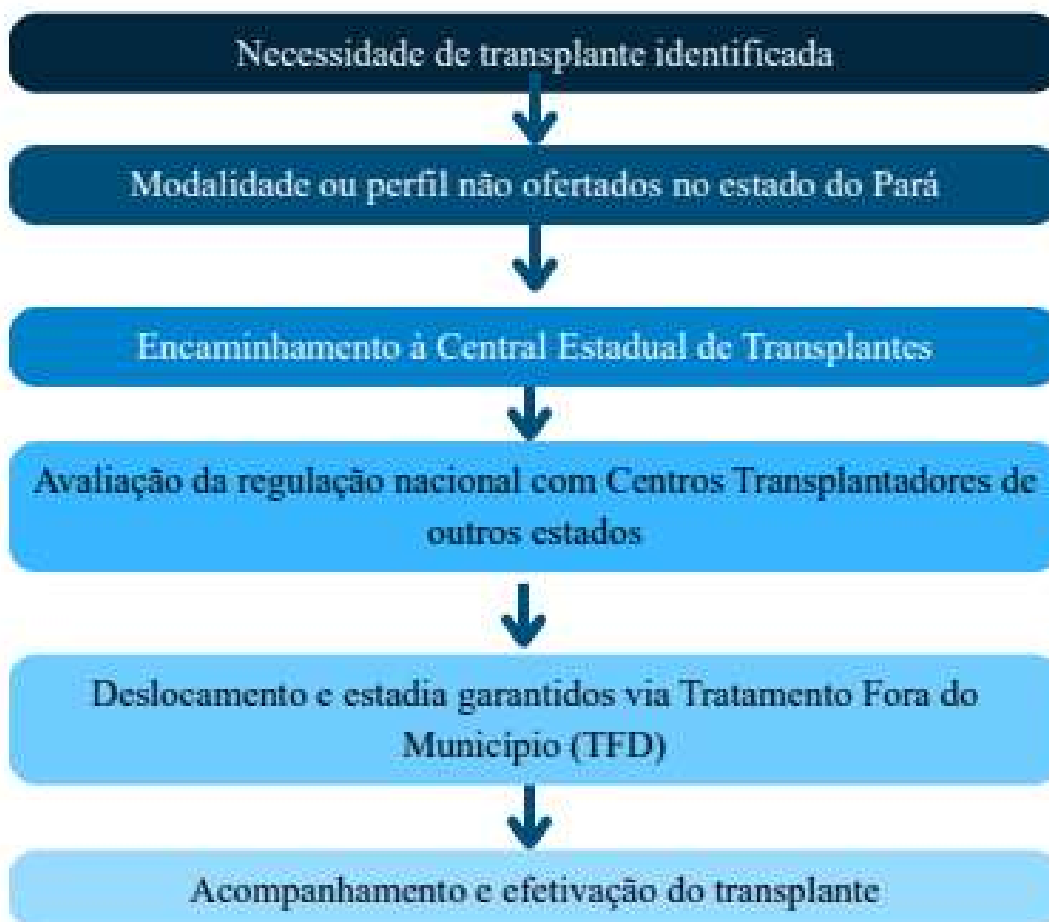 Necessidade de transplante identificada
Modalidade ou perfil não ofertados no estado do Pará
Encaminhamento à Central Estadual de Transplantes
Avaliação da regulação nacional com Centros Transplantadores de
outros estados
Deslocamento e estadia garantidos via Tratamento Fora do
Município (TFD)
Acompanhamento e efetivação do transplante